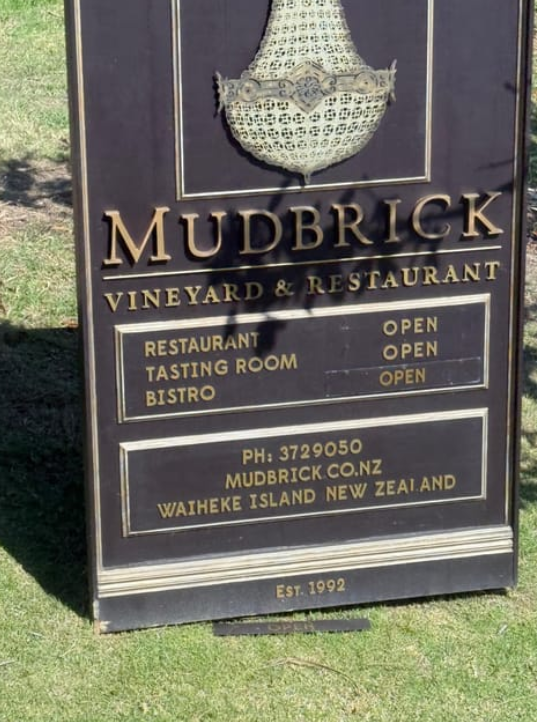 MUDBRICK
VINEYARD & RESTAURANT
RESTAURANT OPEN
TASTING ROOM OPEN
BISTRO OPEN
PH: 3729050
MUDBRICK.CO.NZ
WAIHEKE ISLAND NEW ZEALAND
EST. 1992
OPEN